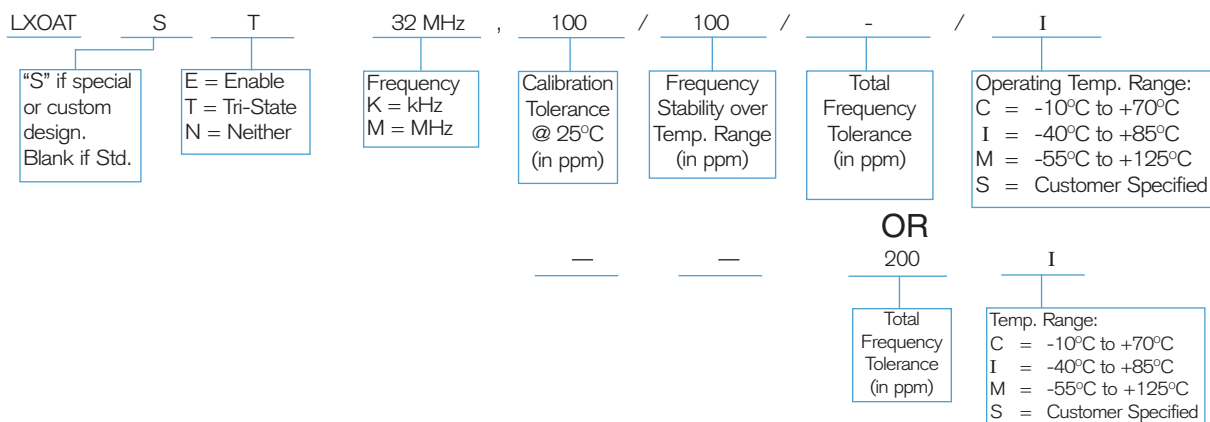 LXOAT S T 32 MHz , 100 / 100 / - / I
“S” if special
or custom
design.
Blank if Std.
E = Enable
T = Tri-State
N = Neither
Frequency
K = kHz
M = MHz
Calibration
Tolerance
@ 25°C
(in ppm)
Frequency
Stability over
Temp. Range
(in ppm)
Total
Frequency
Tolerance
(in ppm)
Operating Temp. Range:
C = -10°C to +70°C
I = -40°C to +85°C
M = -55°C to +125°C
S = Customer Specified
OR
— — 200 I
Total
Frequency
Tolerance
(in ppm)
Temp. Range:
C = -10°C to +70°C
I = -40°C to +85°C
M = -55°C to +125°C
S = Customer Specified